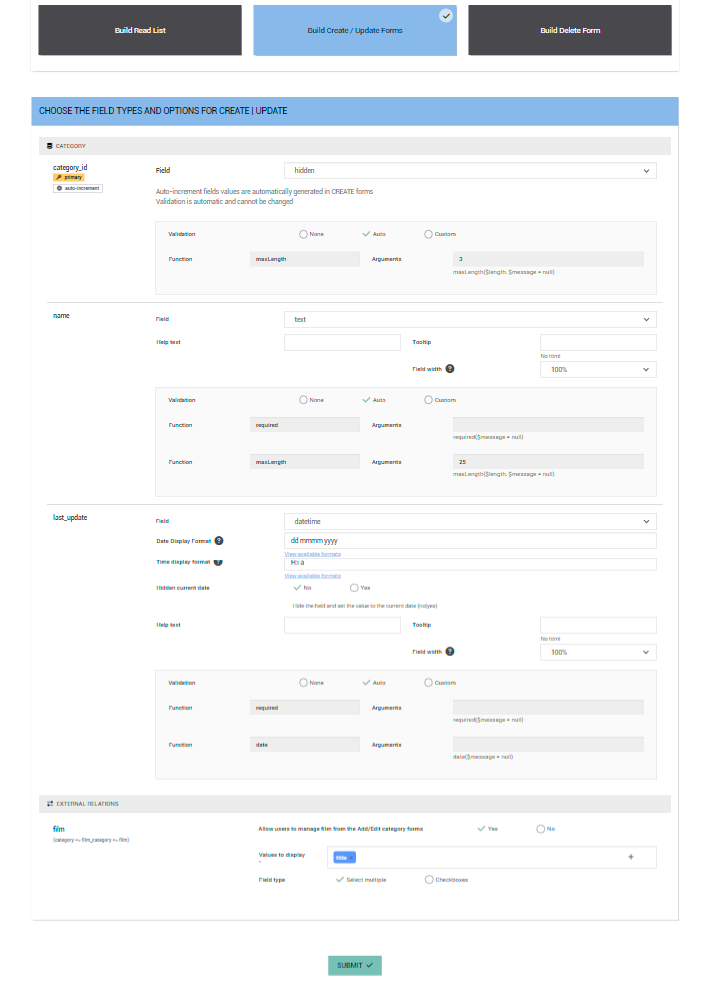 Build Read List
Build Create / Update Forms
Build Delete Form
CHOOSE THE FIELD TYPES AND OPTIONS FOR CREATE | UPDATE
CATEGORY
category_id
Field
hidden
primary
auto-increment
Auto-increment fields values are automatically generated in CREATE forms
Validation is automatic and cannot be changed
Validation
None
Auto
Custom
Function
maxLength
Arguments
3
maxLength($length, $message = null)
name
Field
text
Help text
Tooltip
No html
Field width ?
100%
Validation
None
Auto
Custom
Function
required
Arguments
required($message = null)
Function
maxLength
Arguments
25
maxLength($length, $message = null)
last_update
Field
datetime
Date Display Format ?
dd mmmm yyyy
View available formats
Time display format ?
H:i a
View available formats
Hidden current date
No
Yes
Hide the field and set the value to the current date (no|yes)
Help text
Tooltip
No html
Field width ?
100%
Validation
None
Auto
Custom
Function
required
Arguments
required($message = null)
Function
date
Arguments
date($message = null)
EXTERNAL RELATIONS
film
(category => film_category => film)
Allow users to manage film from the Add/Edit category forms
Yes
No
Values to display
*
title
+
Field type
Select multiple
Checkboxes
SUBMIT